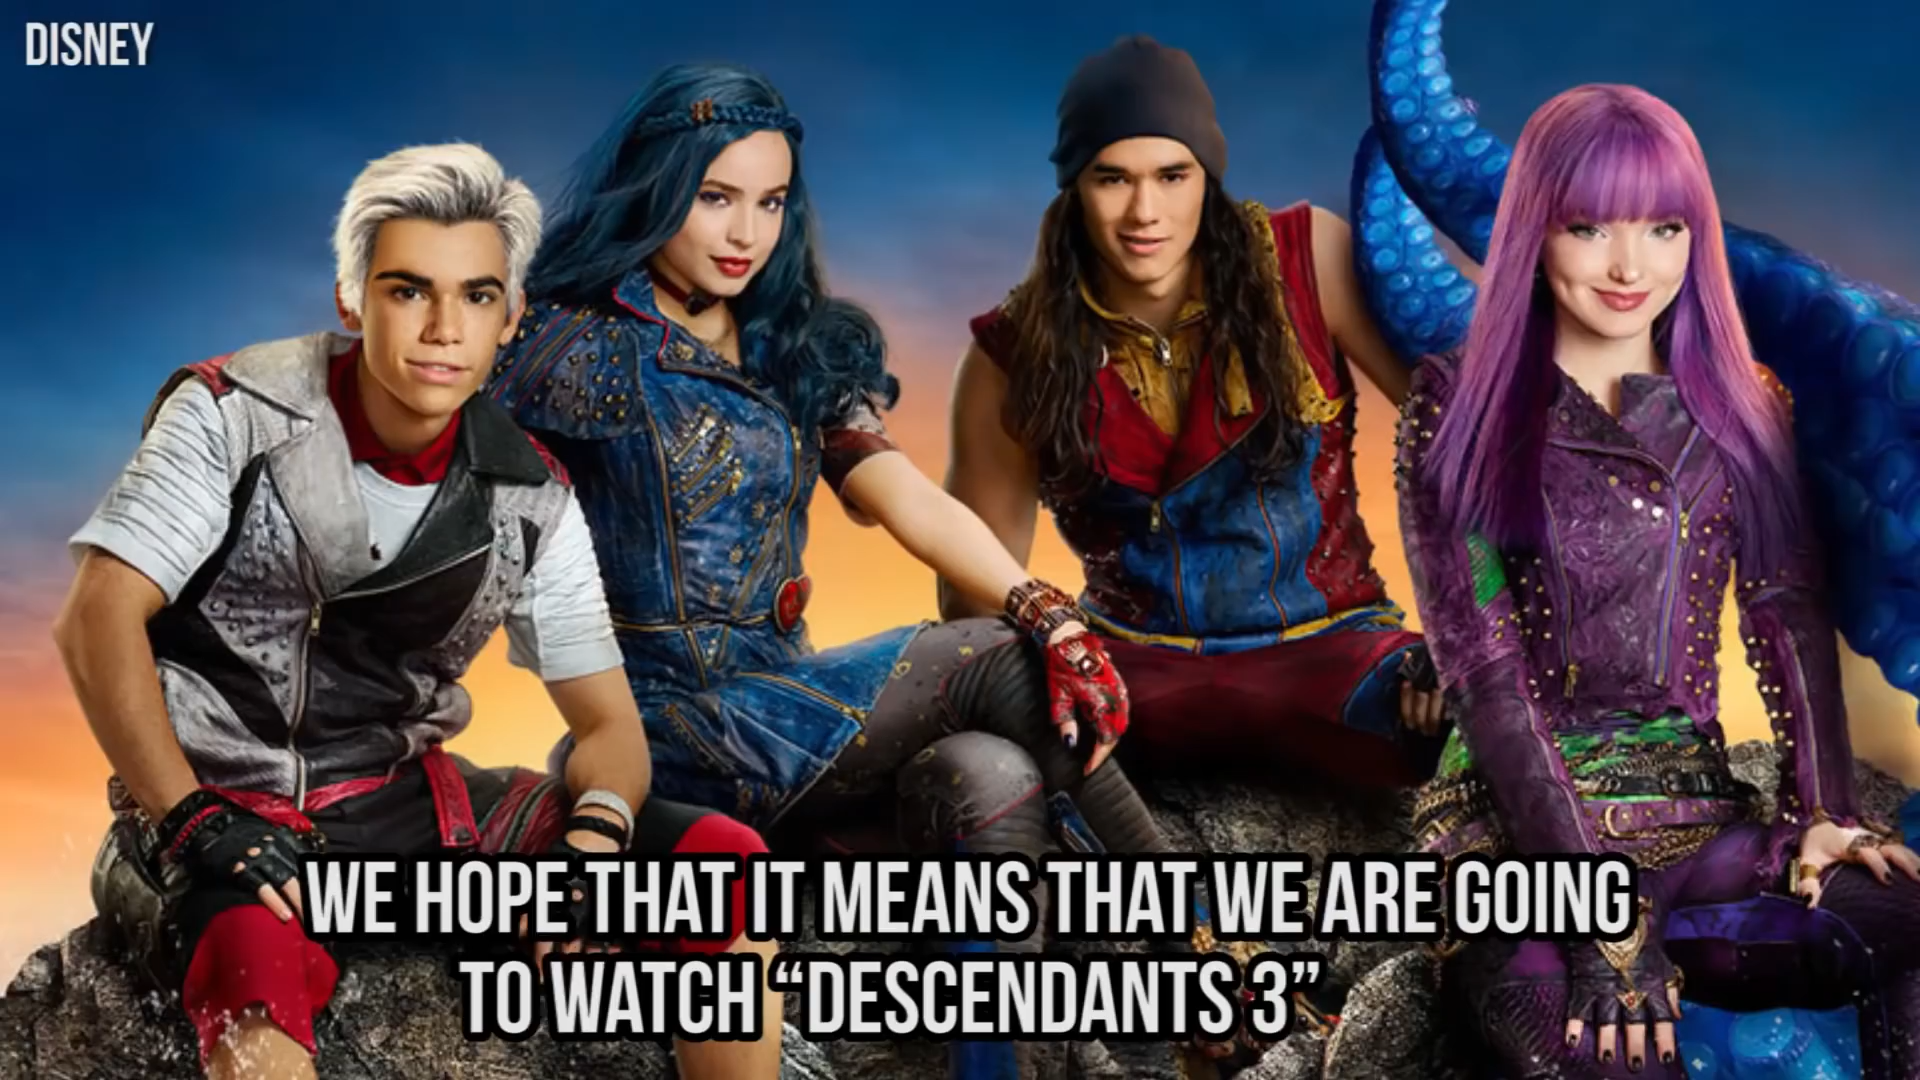 DISNEY
WE HOPE THAT IT MEANS THAT WE ARE GOING
TO WATCH “DESCENDANTS 3”